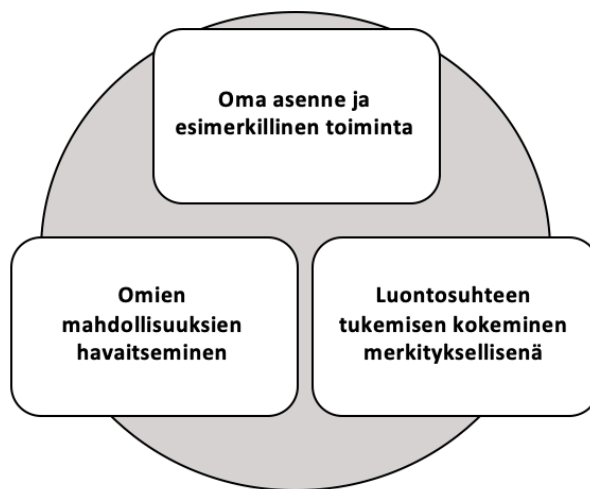 Oma asenne ja
esimerkillinen toiminta
Omien
mahdollisuuksien
havaitseminen
Luontosuhteen
tukemisen kokeminen
merkityksellisenä